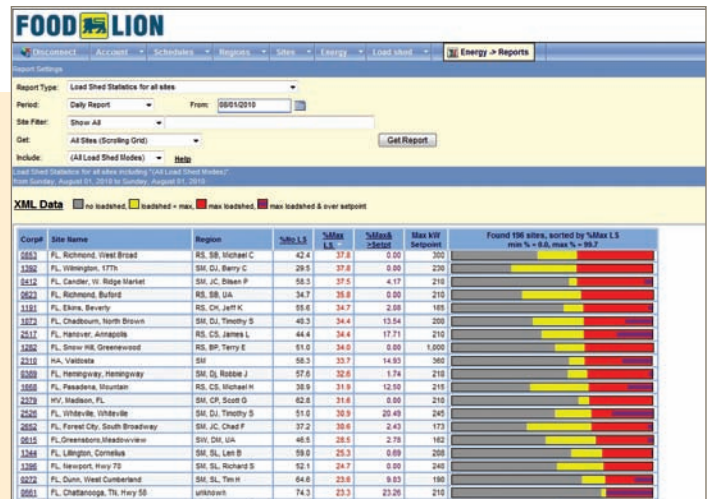 FOOD LION
Disconnect Account Schedules Regions Sites Energy Load shed Energy -> Reports
Report Settings
Report Type: Load Shed Statistics for all sites
Period: Daily Report From: 08/01/2010
Site Filter: Show All
Get: All Sites (Scrolling Grid) Get Report
Include: (All Load Shed Modes) Help
Load Shed Statistics for all sites including "(All Load Shed Modes)"
from Sunday, August 01, 2010 to Sunday, August 01, 2010
XML Data no loadshed, loadshed < max, max loadshed, max loadshed & over setpoint
Corp# Site Name Region %No LS %Max LS %Max& >Setpt Max kW Setpoint Found 196 sites, sorted by %Max LS
min % = 0.0, max % = 99.7
0853 FL, Richmond, West Broad RS, SB, Michael C 42.4 37.8 0.00 300
1392 FL, Wilmington, 17Th SM, DJ, Barry C 29.5 37.8 0.00 230
0412 FL, Candler, W. Ridge Market SM, JC, Bisen P 58.3 37.5 4.17 210
0623 FL, Richmond, Buford RS, SB, UA 34.7 35.8 0.00 210
1191 FL, Elkins, Beverly RS, CH, Jeff K 55.6 34.7 2.08 185
1073 FL, Chadbourn, North Brown SM, DJ, Timothy S 40.3 34.4 13.54 200
2517 FL, Hanover, Annapolis RS, CS, James L 44.4 34.4 17.71 210
1282 FL, Snow Hill, Greenewood RS, BP, Terry E 51.0 34.0 0.00 1,000
2310 HA, Valdosta SM 58.3 33.7 14.93 360
0389 FL, Hemingway, Hemingway SM, Dj, Robbie J 57.6 32.6 1.74 210
1668 FL, Pasadena, Mountain RS, CS, Michael H 38.9 31.9 12.50 215
2379 HV, Madison, FL SM, CP, Scott G 62.8 31.6 0.00 210
2526 FL, Whiteville, Whiteville SM, DJ, Timothy S 51.0 30.9 20.49 245
2652 FL, Forest City, South Broadway SM, JC, Chad F 37.2 30.6 2.43 173
0615 FL,Greensboro,Meadowview SW, DM, UA 46.5 28.5 2.78 162
1344 FL, Lillington, Cornelius SM, SL, Len B 59.0 25.3 0.69 208
1396 FL, Newport, Hwy 70 SM, SL, Richard S 52.1 24.7 0.00 240
0272 FL, Dunn, West Cumberland SM, SL, Tim H 64.6 23.6 9.03 190
0661 FL, Chattanooga, TN, Hwy 58 unknown 74.3 23.3 23.26 210